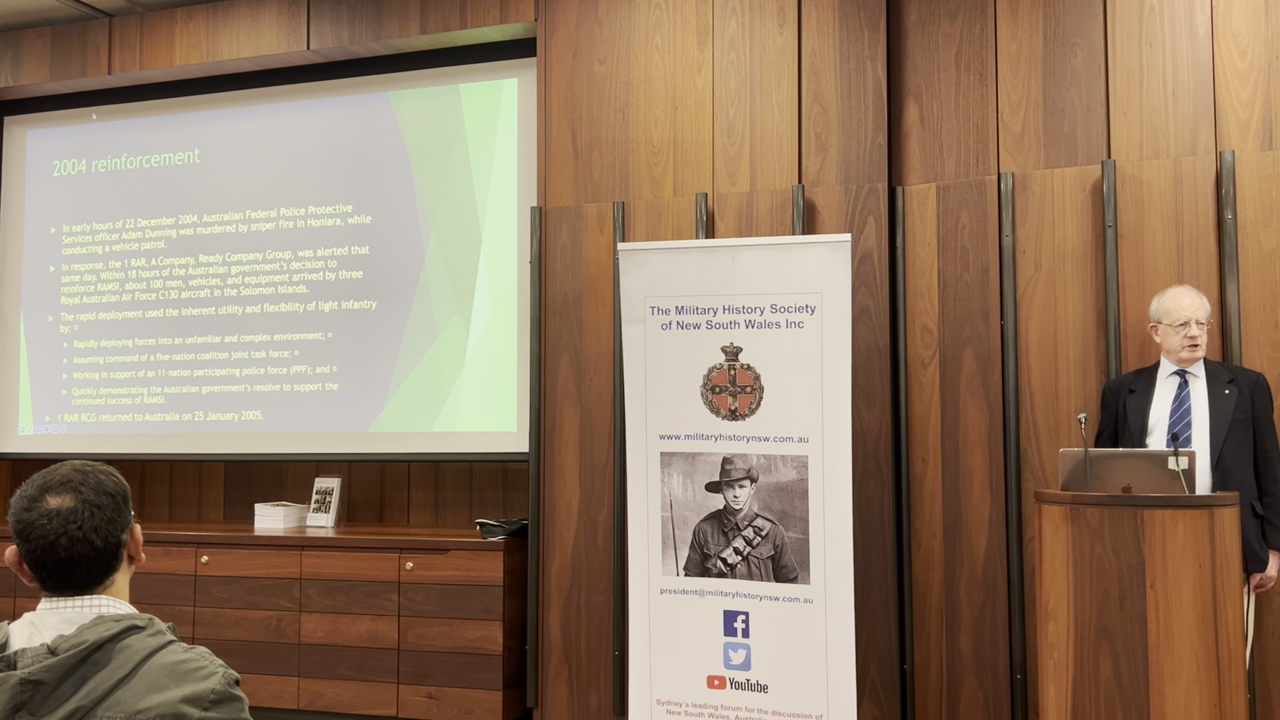 2004 reinforcement
In early hours of 22 December 2004, Australian Federal Police Protective
Services officer Adam Dunning was murdered by sniper fire in Honiara, while
conducting a vehicle patrol.
In response, the 1 RAR, A Company, Ready Company Group, was alerted that
same day. Within 18 hours of the Australian government's decision to
reinforce RAMSI, about 100 men, vehicles, and equipment arrived by three
Royal Australian Air Force C130 aircraft in the Solomon Islands.
The rapid deployment used the inherent utility and flexibility of light infantry
by:
Rapidly deploying forces into an unfamiliar and complex environment;
Assuming command of a five-nation coalition joint task force;
Working in support of an 11-nation participating police force (PPF); and
Quickly demonstrating the Australian government's resolve to support the
continued success of RAMSI.
1 RAR RCG returned to Australia on 25 January 2005.
The Military History Society
of New South Wales Inc
www.militaryhistorynsw.com.au
president@militaryhistorynsw.com.au
YouTube
Sydney's leading forum for the discussion of
New South Wales, Australi